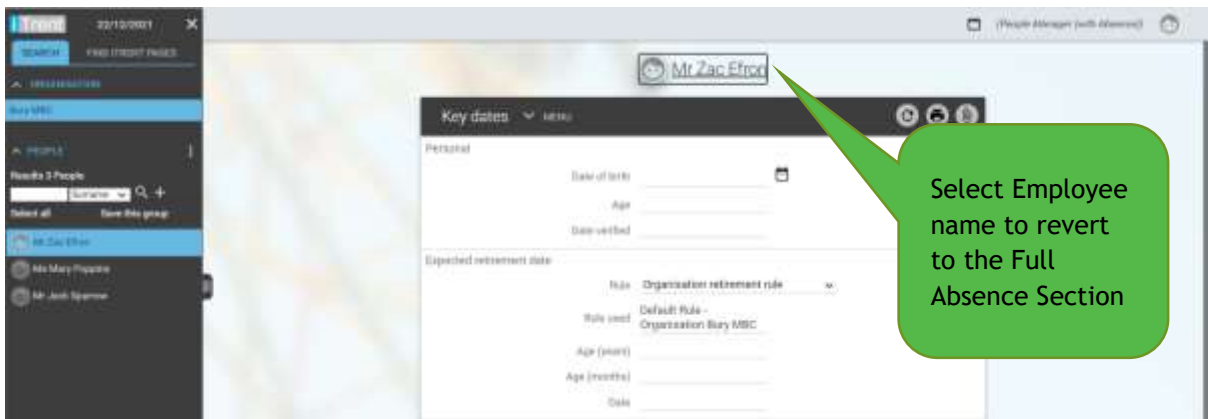 iTrent 22/12/2021 ×
SEARCH FIND ITRENT PAGES
ORGANISATION
Bury MBC
PEOPLE
Results 3 People
Surname
Select all Save this group
Mr Zac Efron
Ms Mary Poppins
Mr Jack Sparrow
(People Manager (with Absence))
Mr Zac Efron
Key dates MENU
Personal
Date of birth
Age
Date verified
Expected retirement date
Rule Organisation retirement rule
Rule used Default Rule -
Organisation Bury MBC
Age (years)
Age (months)
Date
Select Employee
name to revert
to the Full
Absence Section